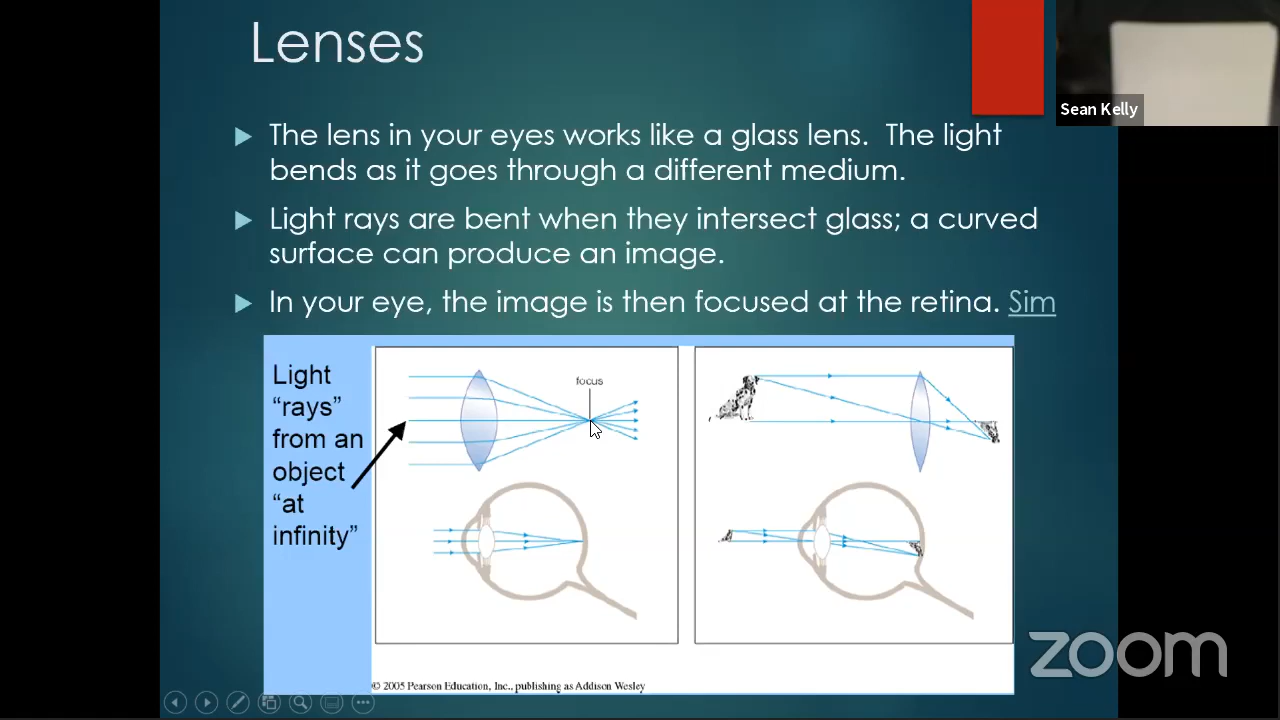 Lenses
Sean Kelly
The lens in your eyes works like a glass lens.  The light
bends as it goes through a different medium.
Light rays are bent when they intersect glass; a curved
surface can produce an image.
In your eye, the image is then focused at the retina. Sim
Light
“rays”
from an
object
“at
infinity”
focus
© 2005 Pearson Education, Inc., publishing as Addison Wesley
zoom